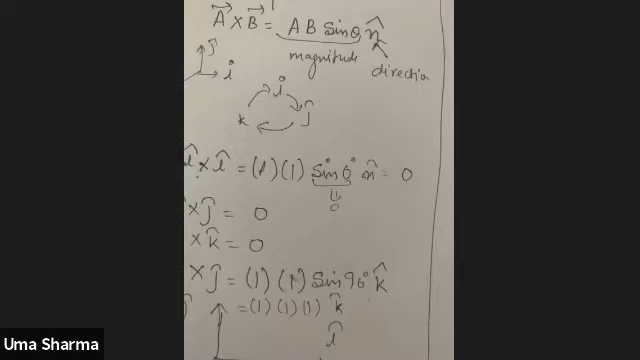 A⃗ × B⃗ = A B Sinθ n̂
magnitude
direction
ĵ
î
î
k ĵ
î × î = (1) (1) Sin 0° n̂ = 0
0
× ĵ = 0
× k̂ = 0
× ĵ = (1) (1) Sin 90° k̂
= (1) (1) (1) k̂
î
Uma Sharma